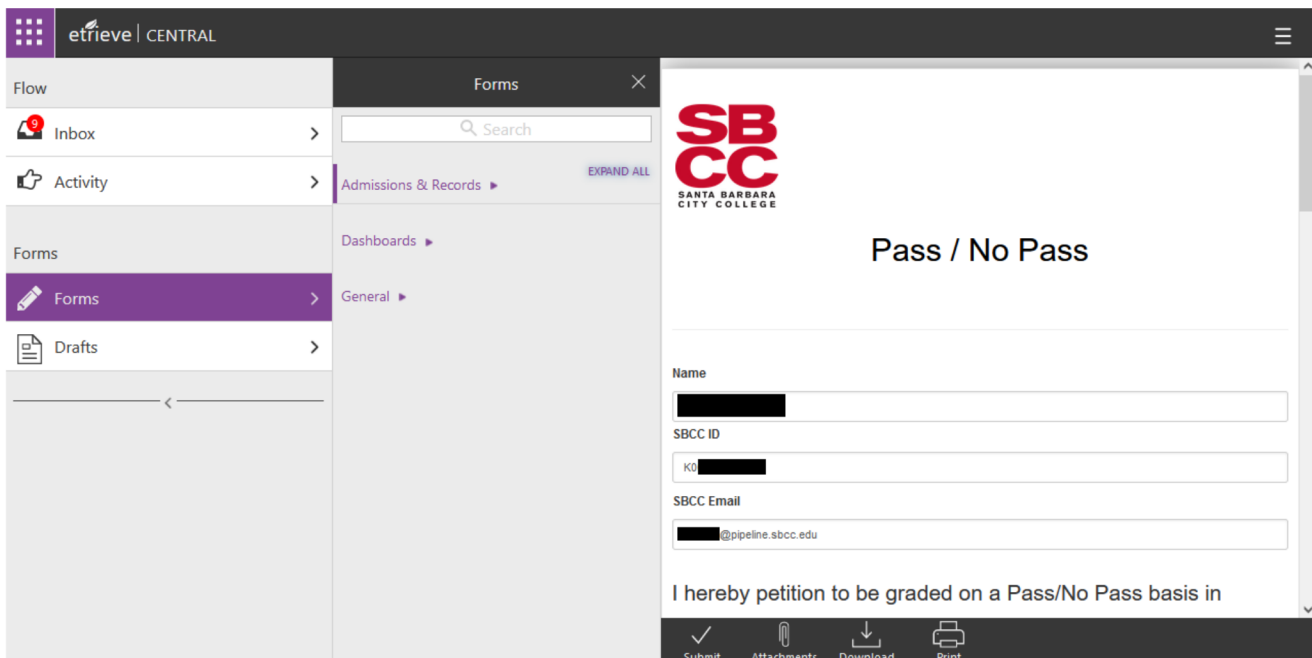 etrieve | CENTRAL
Flow
9
Inbox
Activity
Forms
Forms
Drafts
Forms
Search
EXPAND ALL
Admissions & Records
Dashboards
General
SBCC
SANTA BARBARA
CITY COLLEGE
Pass / No Pass
Name
SBCC ID
K0
SBCC Email
@pipeline.sbcc.edu
I hereby petition to be graded on a Pass/No Pass basis in
Submit Attachments Download Print